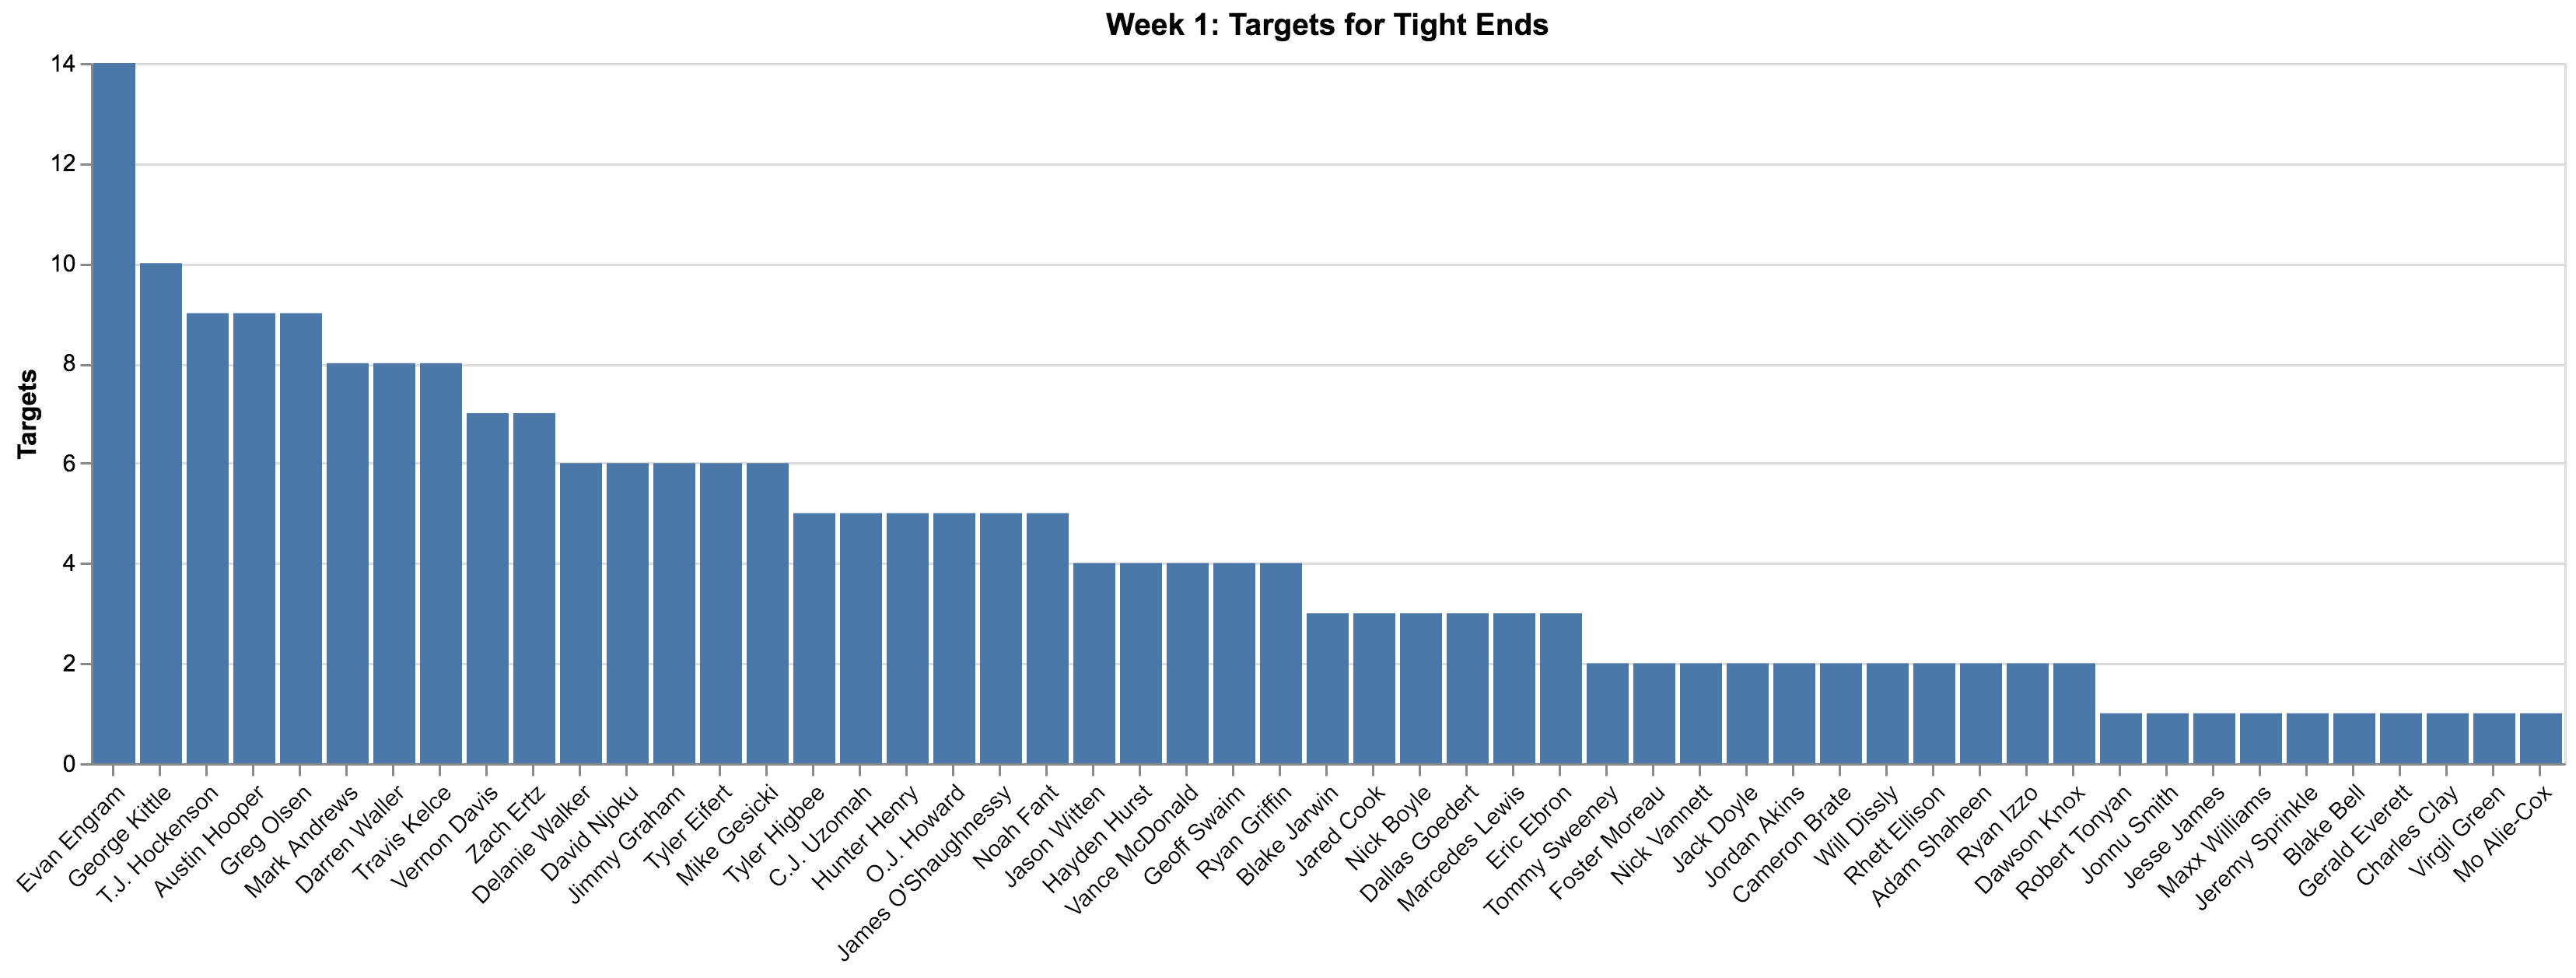 Week 1: Targets for Tight Ends
Targets
14
12
10
8
6
4
2
0
Evan Engram
George Kittle
T.J. Hockenson
Austin Hooper
Greg Olsen
Mark Andrews
Darren Waller
Travis Kelce
Vernon Davis
Zach Ertz
Delanie Walker
David Njoku
Jimmy Graham
Tyler Eifert
Mike Gesicki
Tyler Higbee
C.J. Uzomah
Hunter Henry
O.J. Howard
James O'Shaughnessy
Noah Fant
Jason Witten
Hayden Hurst
Vance McDonald
Geoff Swaim
Ryan Griffin
Blake Jarwin
Jared Cook
Nick Boyle
Dallas Goedert
Marcedes Lewis
Eric Ebron
Tommy Sweeney
Foster Moreau
Nick Vannett
Jack Doyle
Jordan Akins
Cameron Brate
Will Dissly
Rhett Ellison
Adam Shaheen
Ryan Izzo
Dawson Knox
Robert Tonyan
Jonnu Smith
Jesse James
Maxx Williams
Jeremy Sprinkle
Blake Bell
Gerald Everett
Charles Clay
Virgil Green
Mo Alie-Cox